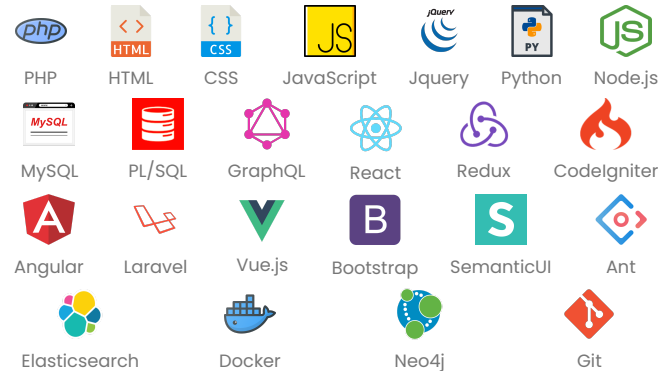 php HTML { } CSS JS jQuery PY JS
PHP HTML CSS JavaScript Jquery Python Node.js
MySQL
MySQL PL/SQL GraphQL React Redux CodeIgniter
A B S
Angular Laravel Vue.js Bootstrap SemanticUI Ant
Elasticsearch Docker Neo4j Git